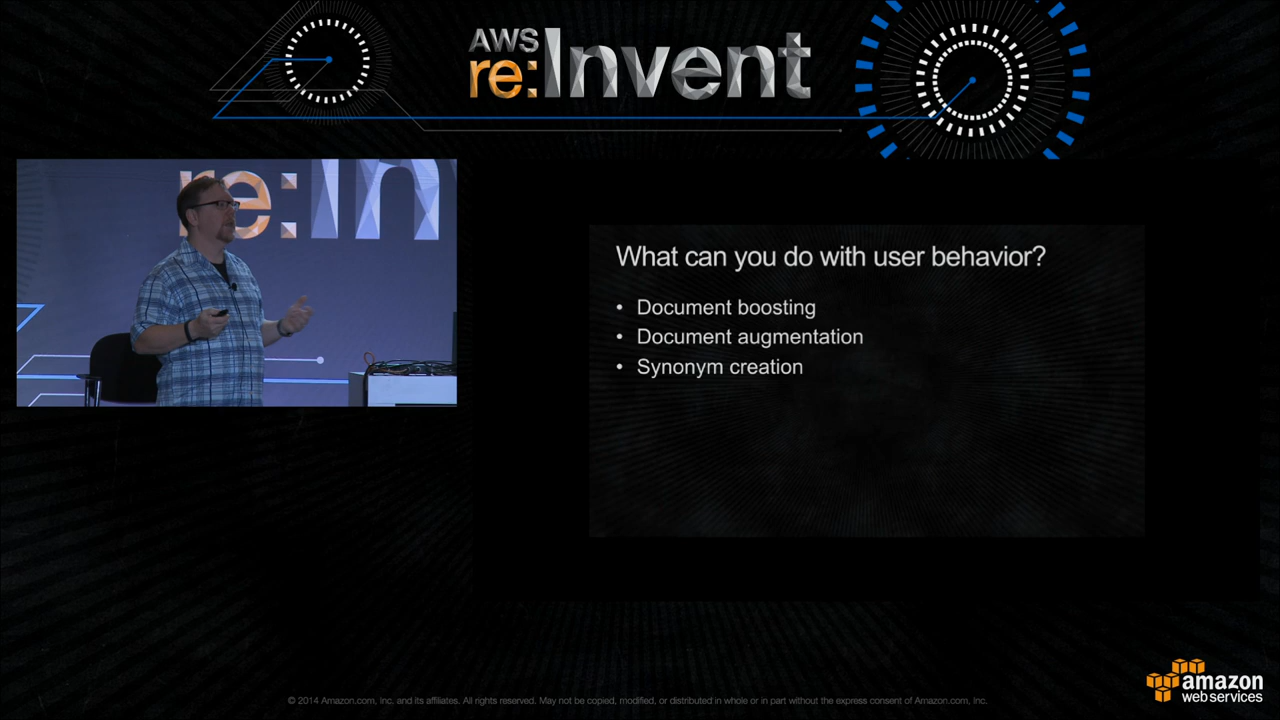 AWS
re:Invent
re:In
What can you do with user behavior?
• Document boosting
• Document augmentation
• Synonym creation
amazon
web services
© 2014 Amazon.com, Inc. and its affiliates. All rights reserved. May not be copied, modified, or distributed in whole or in part without the express consent of Amazon.com, Inc.